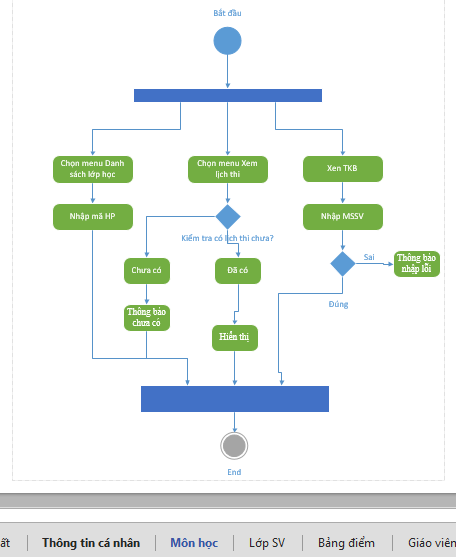 Bắt đầu
Chọn menu Danh
sách lớp học
Chọn menu Xem
lịch thi
Xen TKB
Nhập mã HP
Nhập MSSV
Kiểm tra có lịch thi chưa?
Sai
Thông báo
nhập lỗi
Chưa có
Đã có
Đúng
Thông báo
chưa có
Hiển thị
End
ất
Thông tin cá nhân
Môn học
Lớp SV
Bảng điểm
Giáo viên